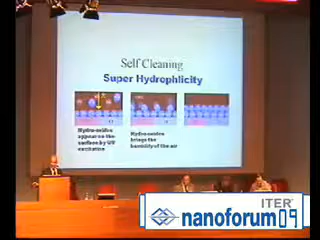 Self Cleaning
Super Hydrophlicity
Hydro-oxides
appear on the
surface by UV
excitation
Hydro-oxides
brings the
humidity of the air
ITER
nanoforum09